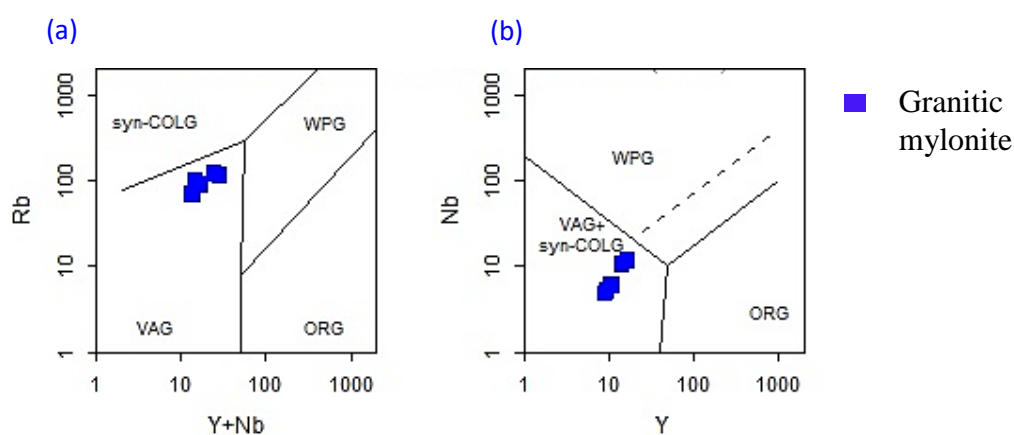 (a)
1000
100
10
1
Rb
syn-COLG
WPG
VAG
ORG
1 10 100 1000
Y+Nb
(b)
1000
100
10
1
Nb
WPG
VAG+
syn-COLG
ORG
1 10 100 1000
Y
Granitic
mylonite